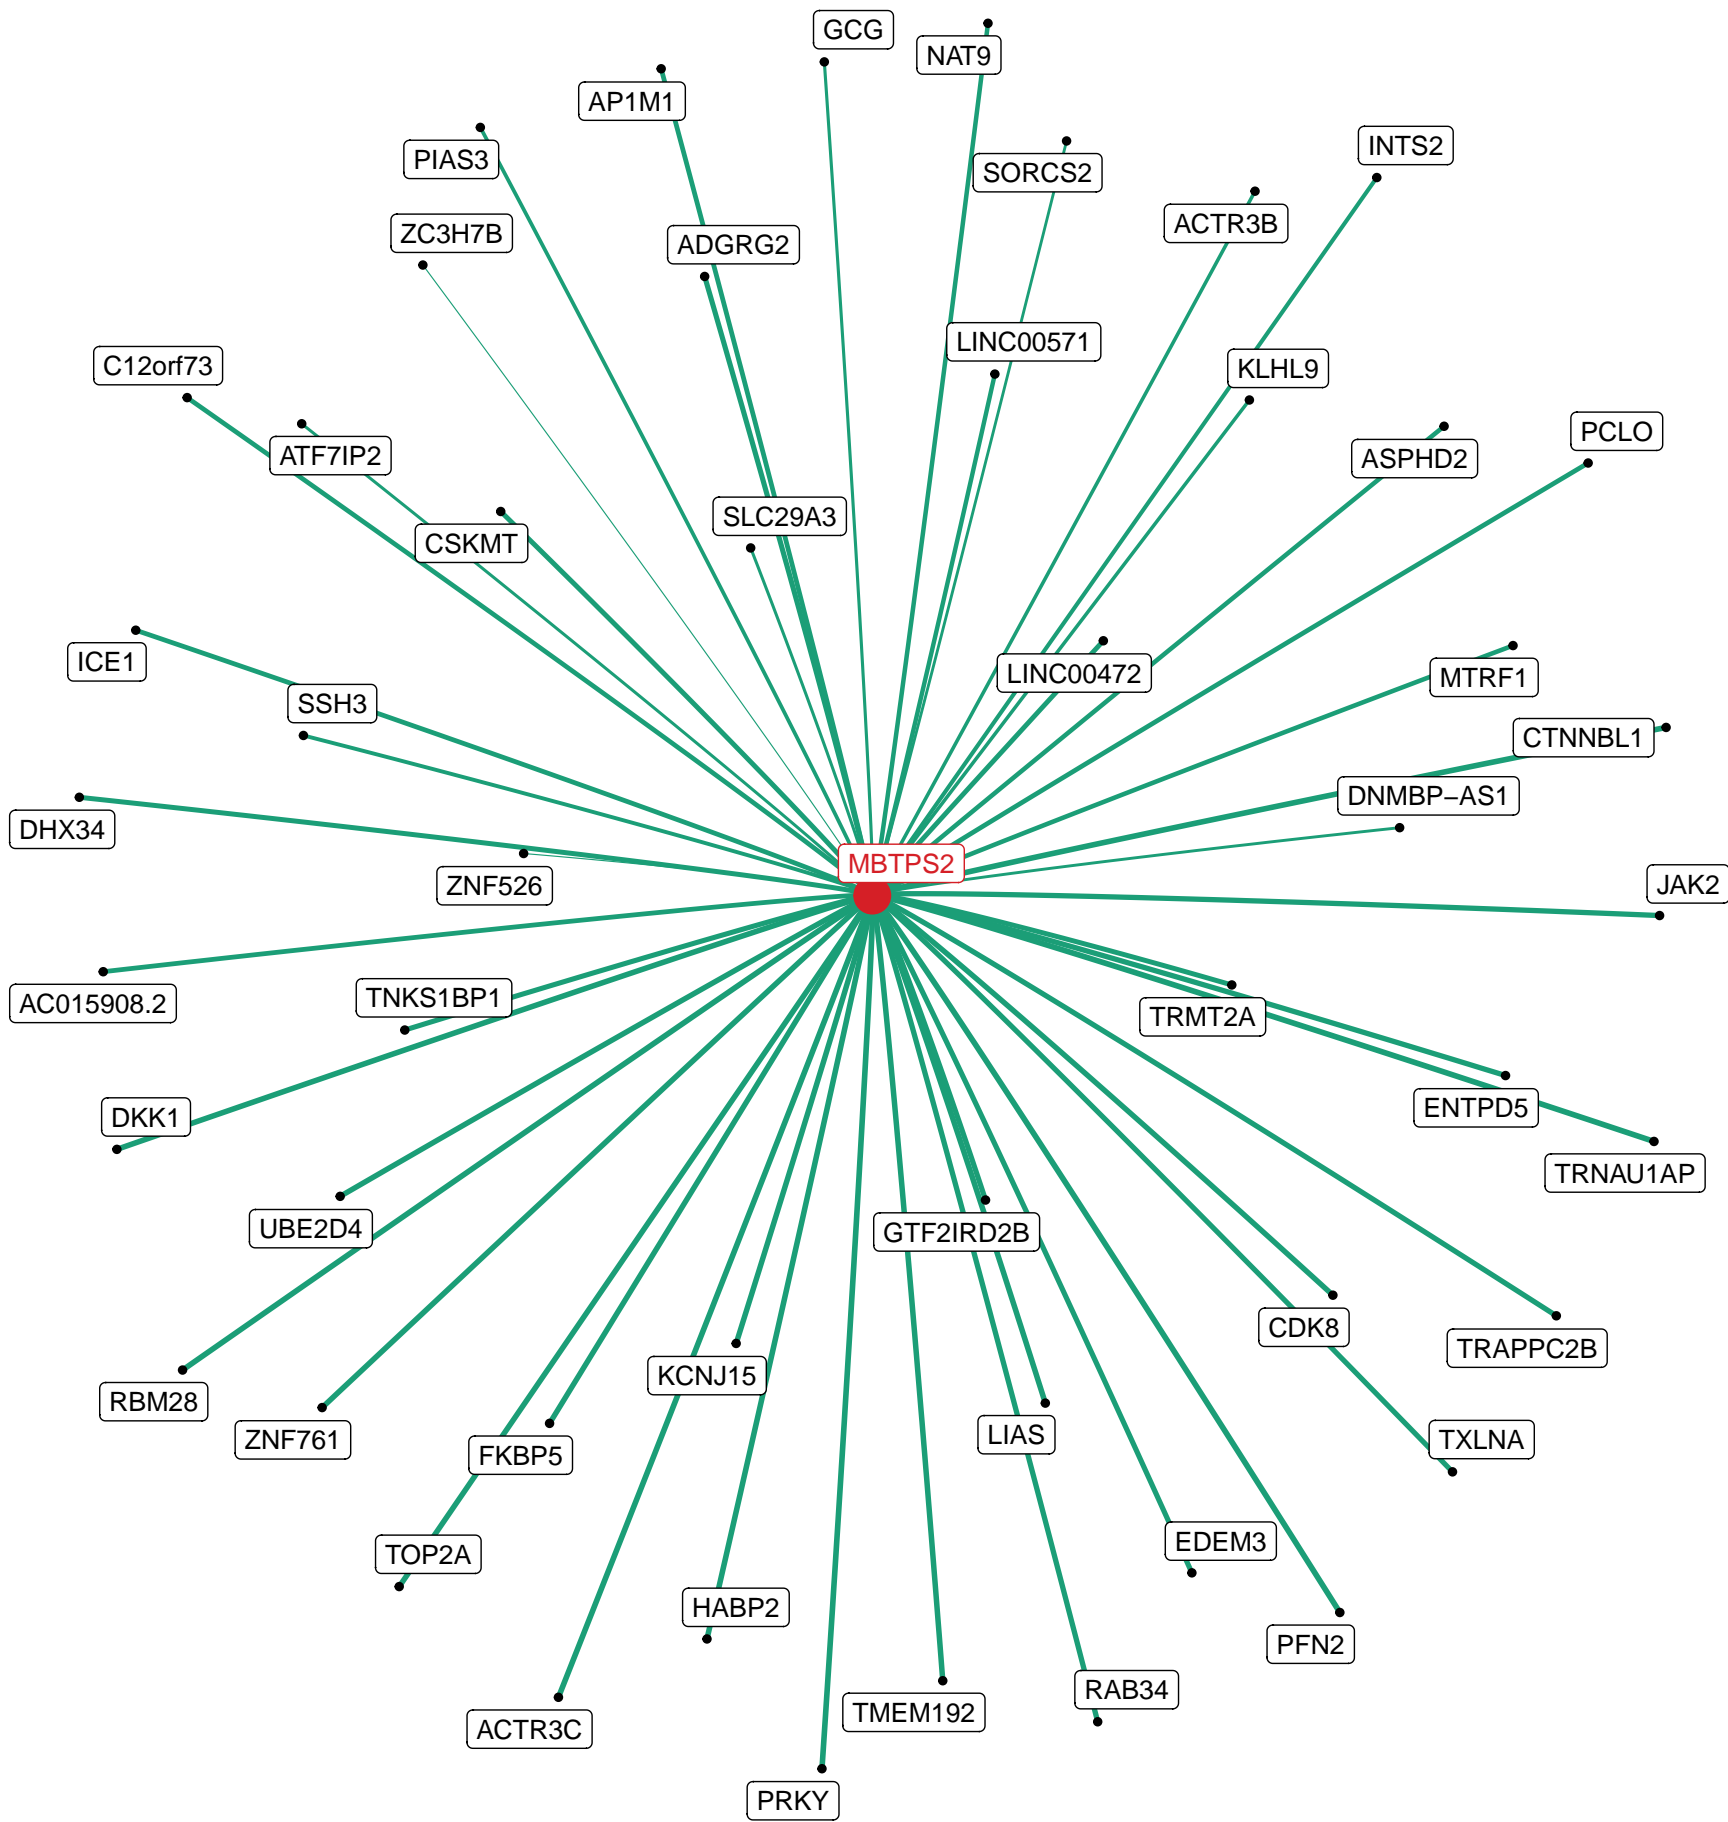 GCG
NAT9
AP1M1
INTS2
PIAS3
SORCS2
ACTR3B
ZC3H7B
ADGRG2
LINC00571
C12orf73
KLHL9
PCLO
ATF7IP2
ASPHD2
SLC29A3
CSKMT
ICE1
LINC00472
MTRF1
SSH3
CTNNBL1
DNMBP−AS1
DHX34
MBTPS2
ZNF526
JAK2
TNKS1BP1
AC015908.2
TRMT2A
ENTPD5
DKK1
TRNAU1AP
UBE2D4
GTF2IRD2B
CDK8
TRAPPC2B
KCNJ15
RBM28
LIAS
ZNF761
TXLNA
FKBP5
EDEM3
TOP2A
HABP2
PFN2
RAB34
TMEM192
ACTR3C
PRKY